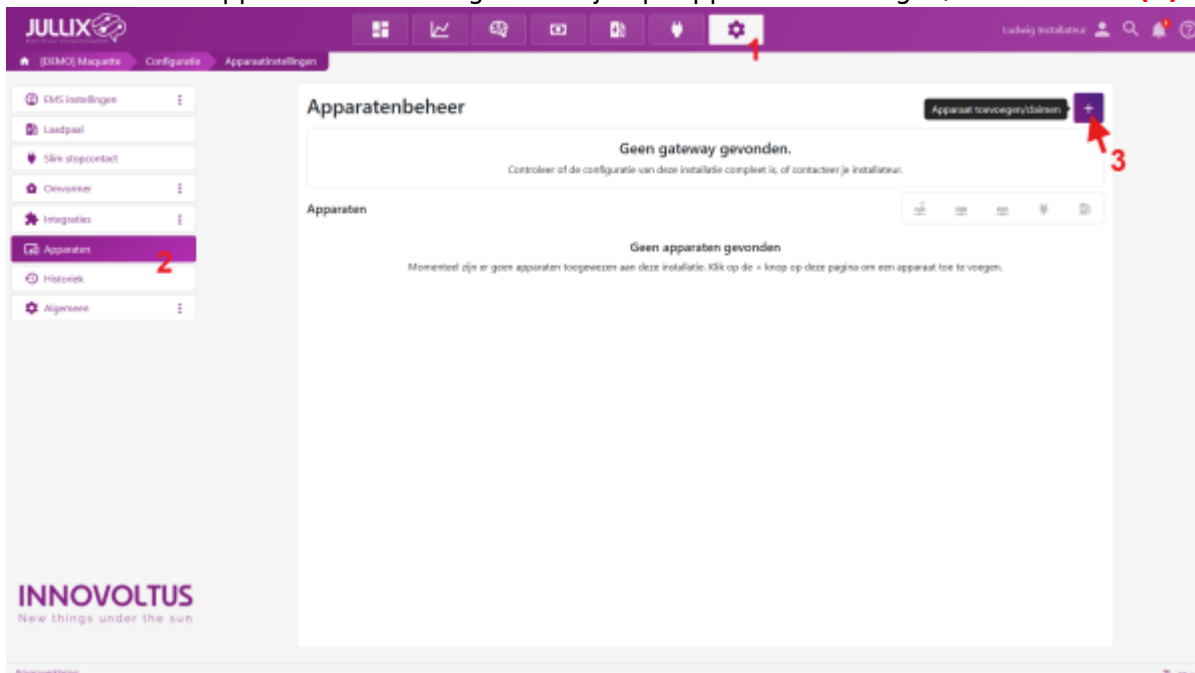 JULLIX
1
Ludwig Installateur
[DEMO] Maquette
Configuratie
Apparaatinstellingen
EMS instellingen
Laadpaal
Slim stopcontact
Omvormer
Integraties
Apparaten
2
Historiek
Algemeen
Apparatenbeheer
Apparaat toevoegen/claimen
+
3
Geen gateway gevonden.
Controleer of de configuratie van deze installatie compleet is, of contacteer je installateur.
Apparaten
Geen apparaten gevonden
Momenteel zijn er geen apparaten toegewezen aan deze installatie. Klik op de + knop op deze pagina om een apparaat toe te voegen.
INNOVOLTUS
New things under the sun